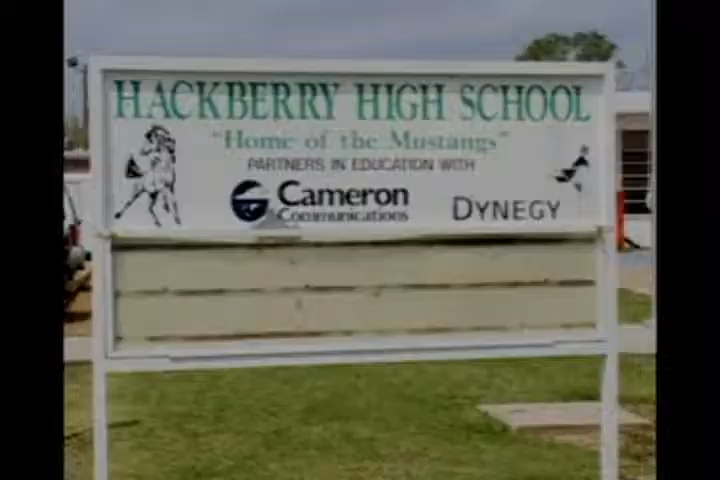 HACKBERRY HIGH SCHOOL
"Home of the Mustangs"
PARTNERS IN EDUCATION WITH
Cameron
Communications
DYNEGY